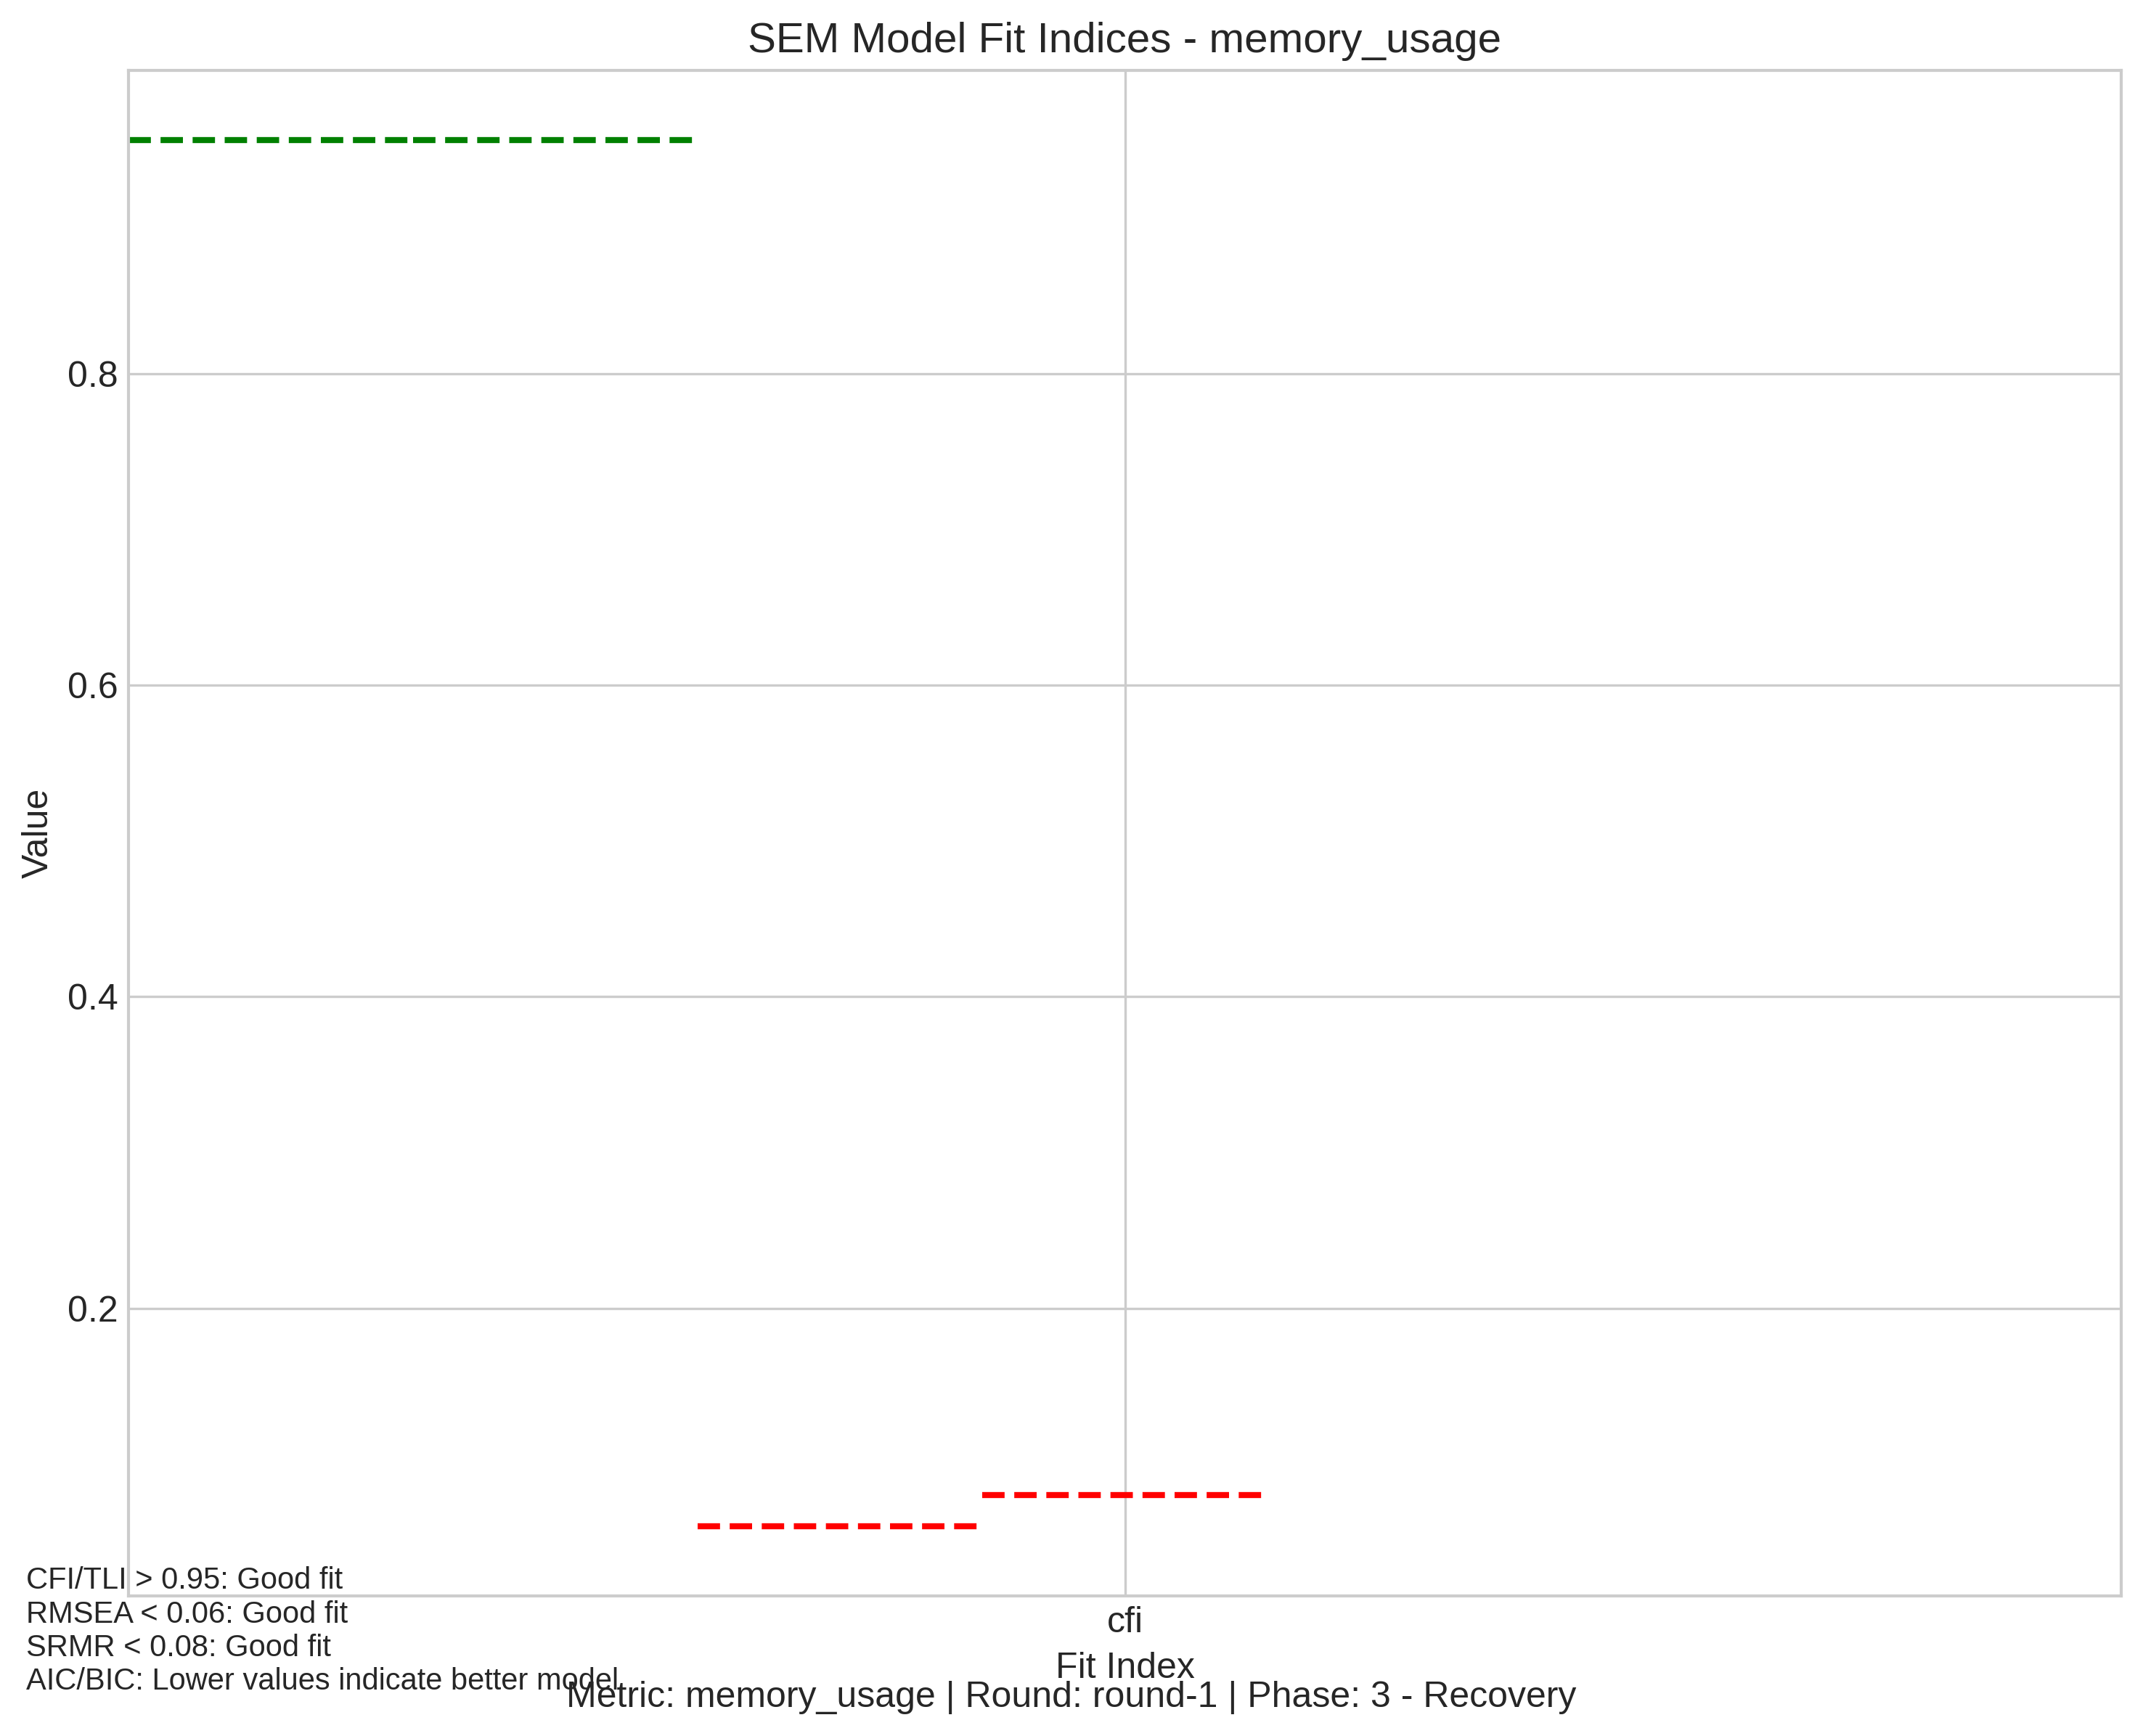 SEM Model Fit Indices - memory_usage
0.8
0.6
0.4
0.2
Value
cfi
Fit Index
CFI/TLI > 0.95: Good fit
RMSEA < 0.06: Good fit
SRMR < 0.08: Good fit
AIC/BIC: Lower values indicate better model
Metric: memory_usage | Round: round-1 | Phase: 3 - Recovery